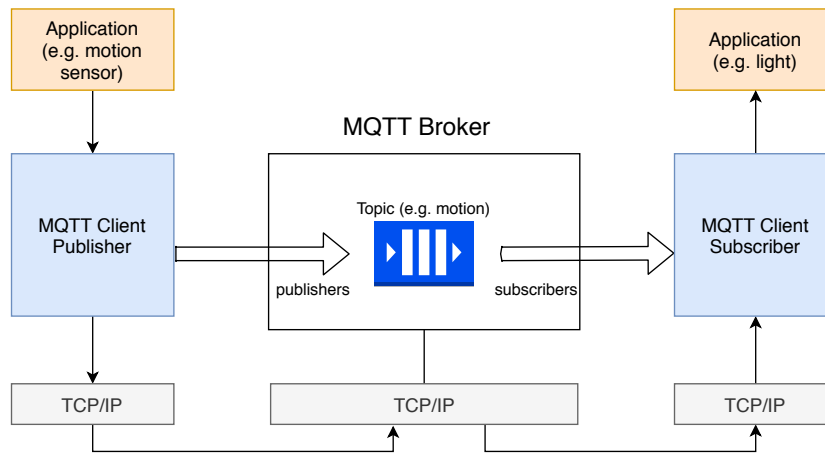 Application
(e.g. motion
sensor)
Application
(e.g. light)
MQTT Broker
MQTT Client
Publisher
Topic (e.g. motion)
publishers
subscribers
MQTT Client
Subscriber
TCP/IP
TCP/IP
TCP/IP